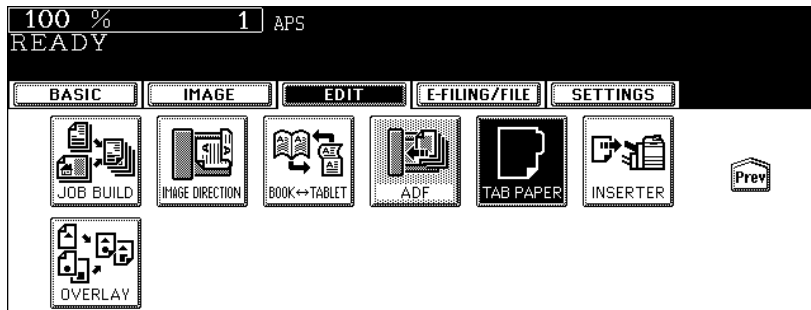 100 % 1 APS
READY
BASIC IMAGE EDIT E-FILING/FILE SETTINGS
JOB BUILD IMAGE DIRECTION BOOK↔TABLET ADF TAB PAPER INSERTER Prev
OVERLAY